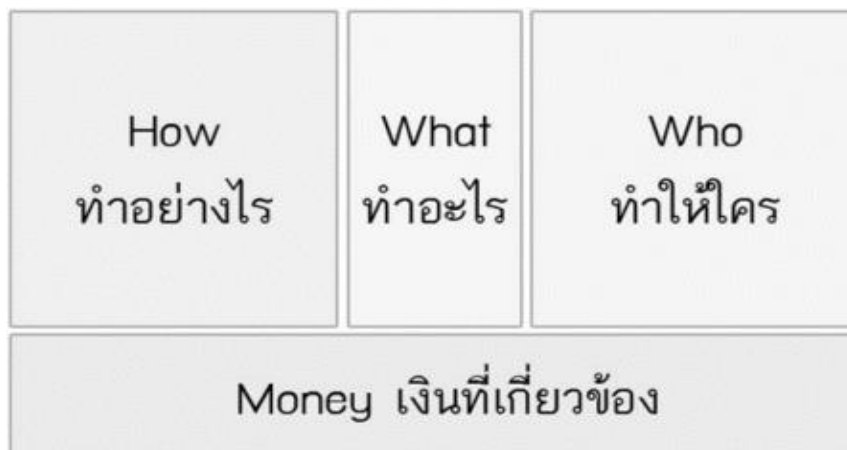 How
ทำอย่างไร
What
ทำอะไร
Who
ทำให้ใคร
Money เงินที่เกี่ยวข้อง